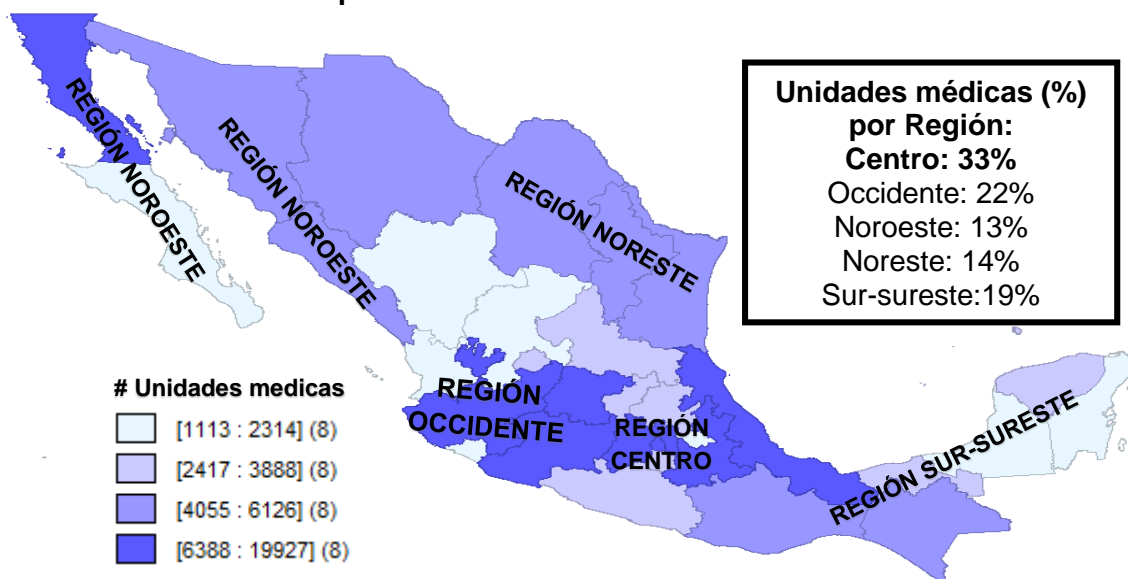 REGIÓN NOROESTE
REGIÓN NOROESTE
REGIÓN NORESTE
Unidades médicas (%)
por Región:
Centro: 33%
Occidente: 22%
Noroeste: 13%
Noreste: 14%
Sur-sureste:19%
REGIÓN
OCCIDENTE
REGIÓN
CENTRO
REGIÓN SUR-SURESTE
# Unidades medicas
[1113 : 2314] (8)
[2417 : 3888] (8)
[4055 : 6126] (8)
[6388 : 19927] (8)